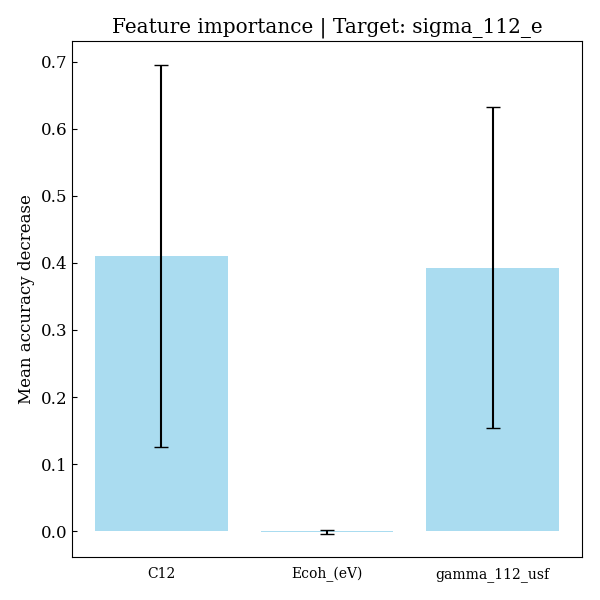 Feature importance | Target: sigma_112_e
Mean accuracy decrease
0.7
0.6
0.5
0.4
0.3
0.2
0.1
0.0
C12
Ecoh_(eV)
gamma_112_usf